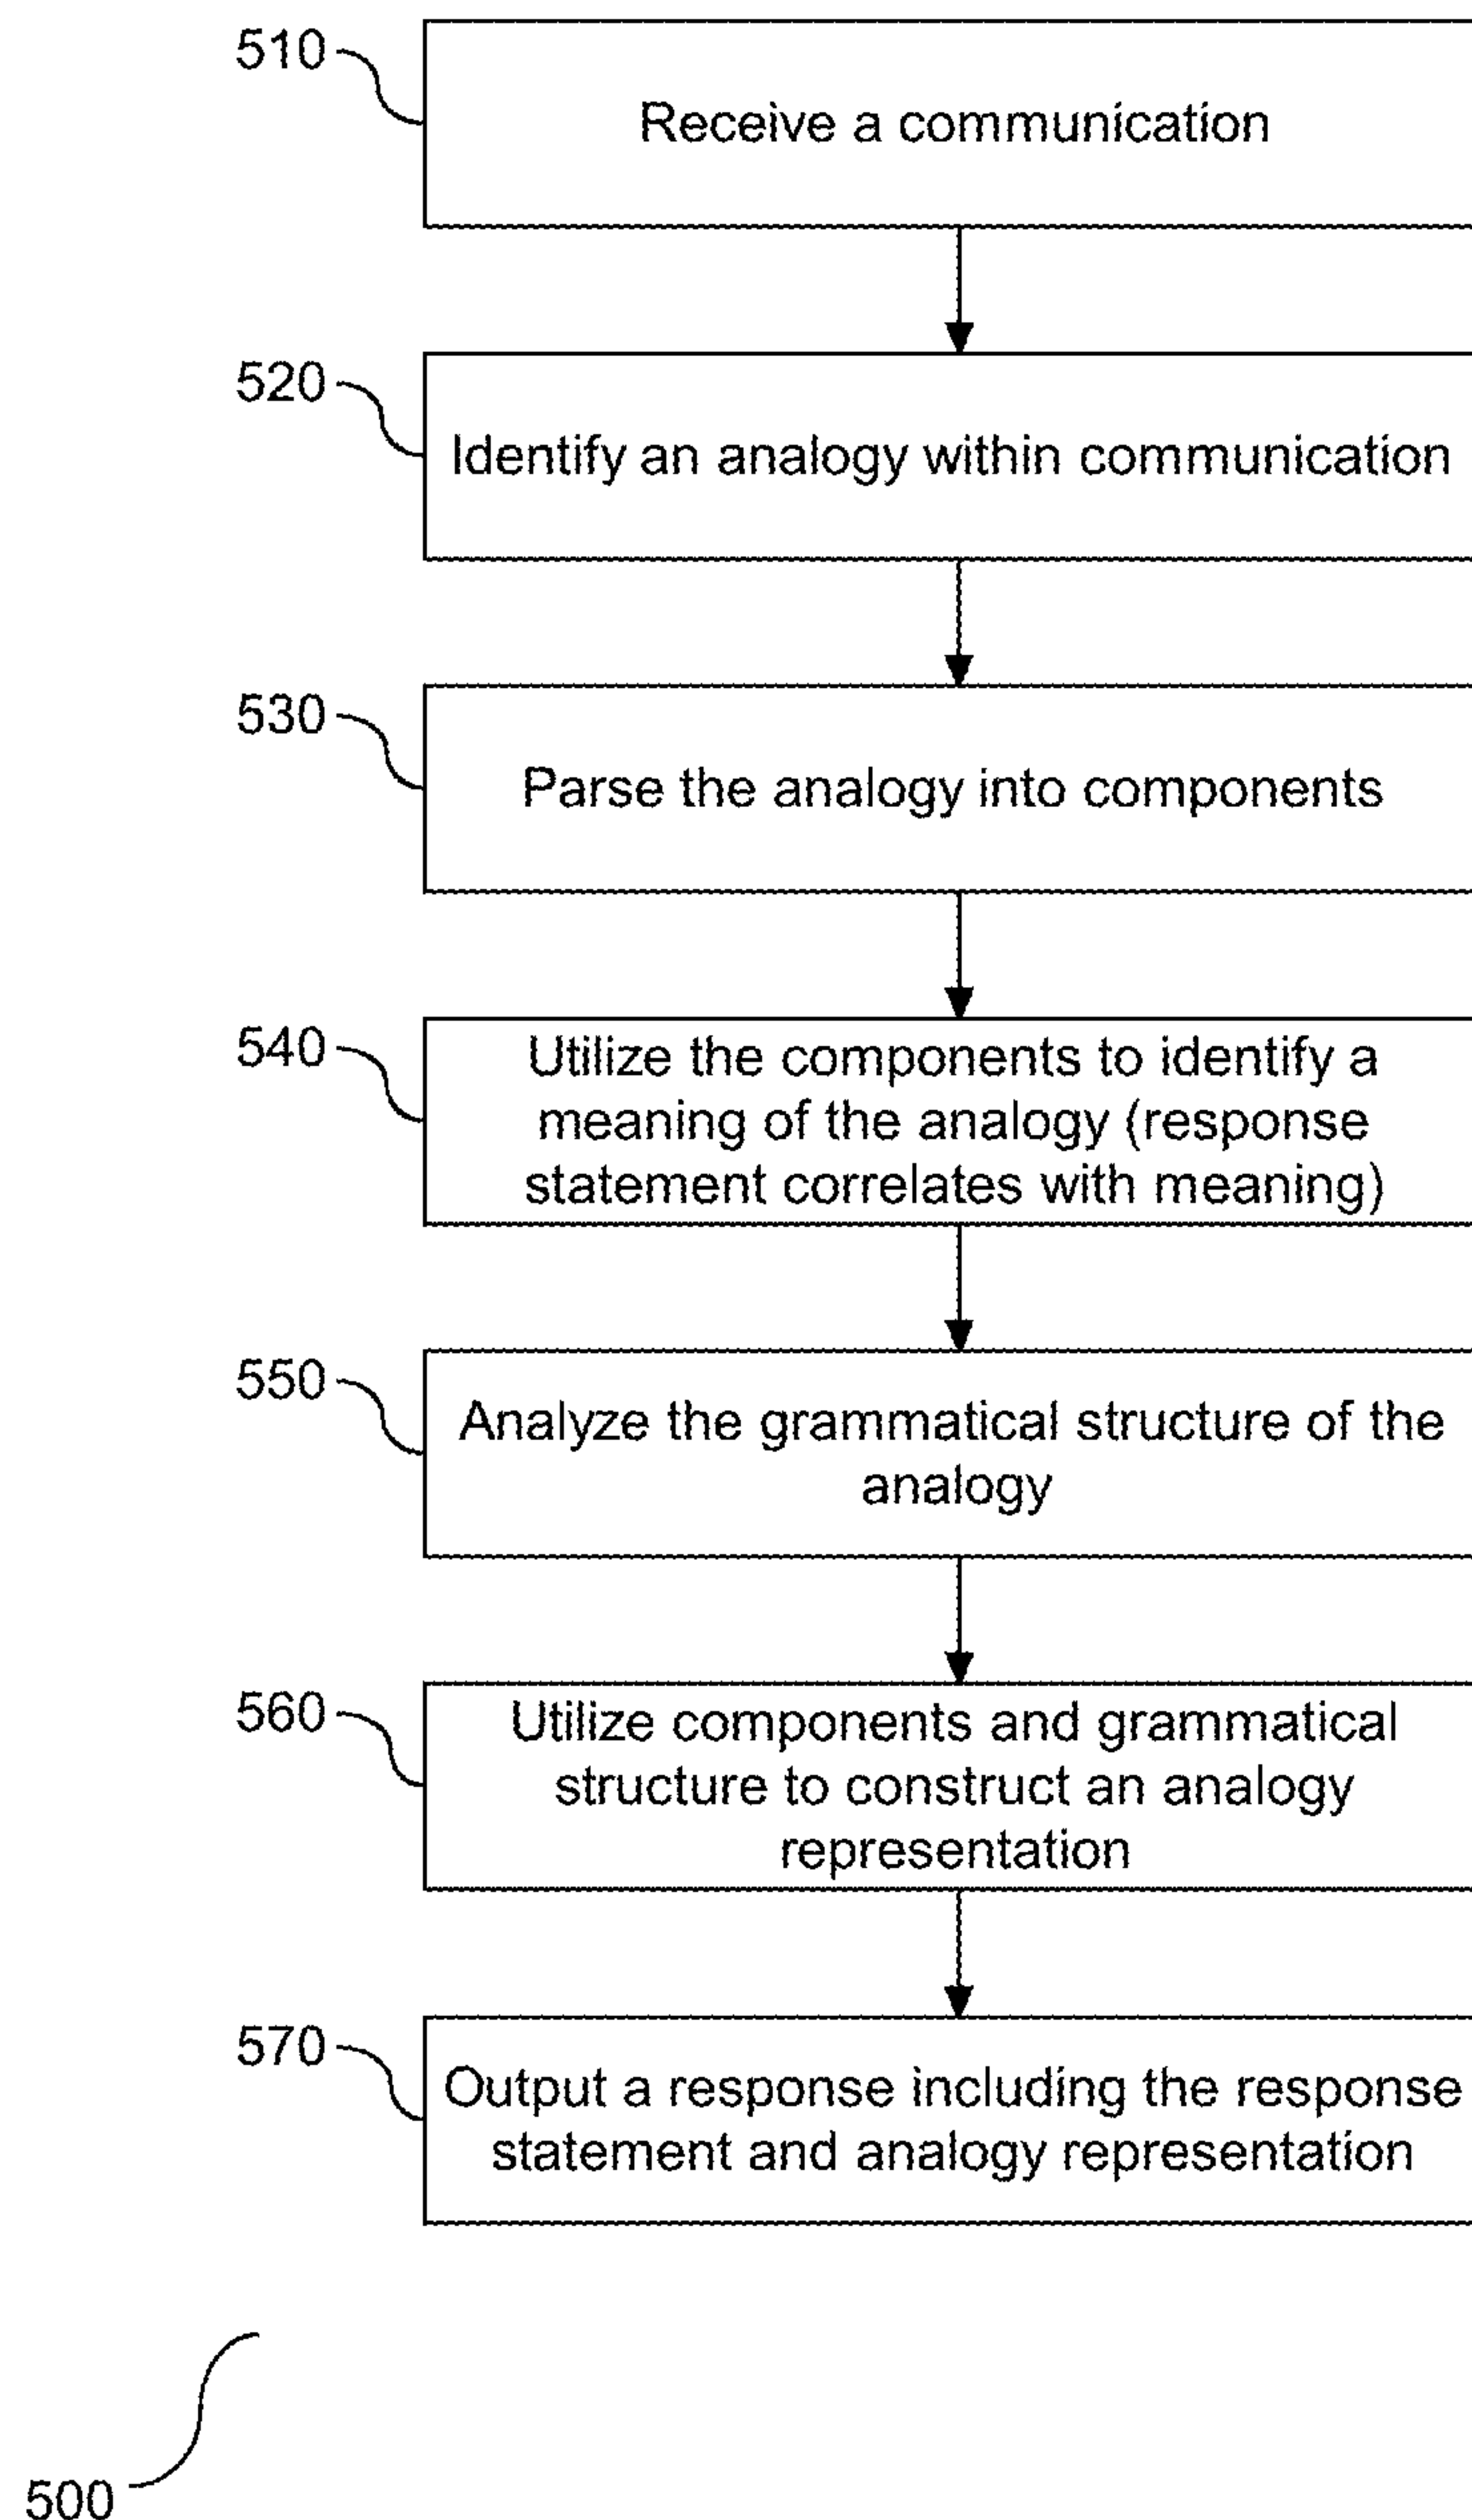 510
Receive a communication
520
Identify an analogy within communication
530
Parse the analogy into components
540
Utilize the components to identify a
meaning of the analogy (response
statement correlates with meaning)
550
Analyze the grammatical structure of the
analogy
560
Utilize components and grammatical
structure to construct an analogy
representation
570
Output a response including the response
statement and analogy representation
500